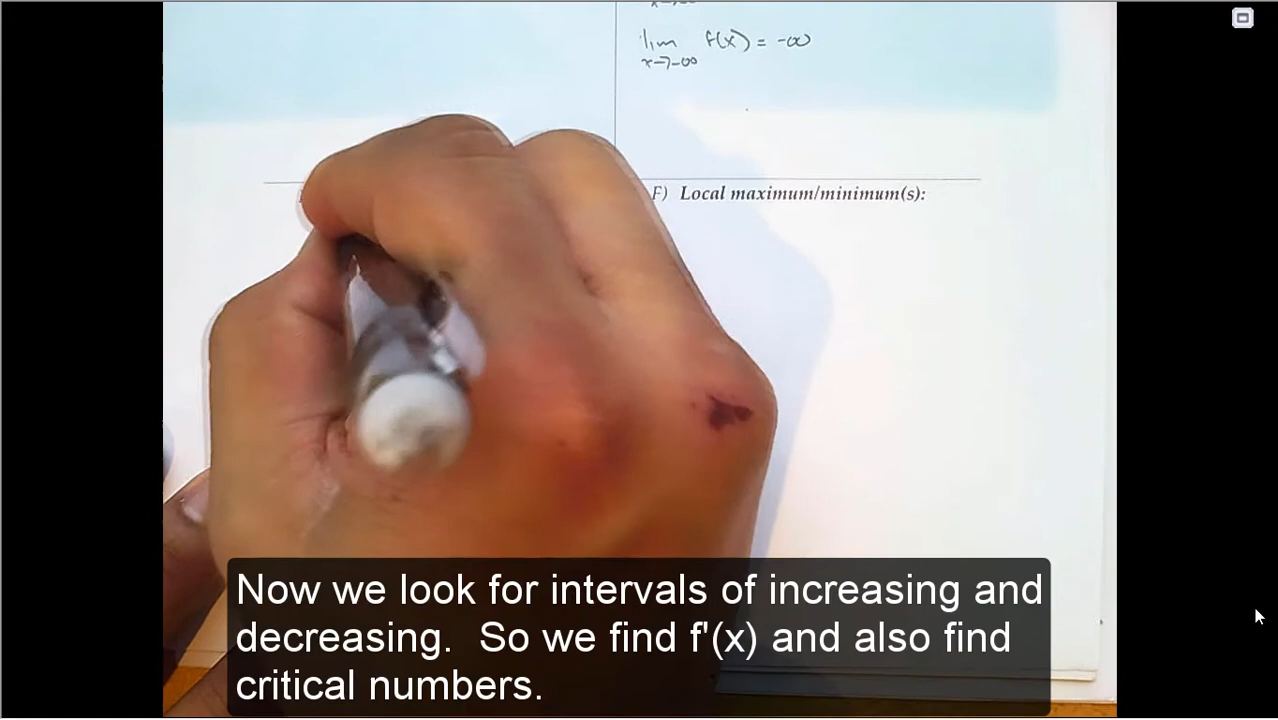 lim f(x) = -∞
x→-∞
F) Local maximum/minimum(s):
Now we look for intervals of increasing and
decreasing. So we find f'(x) and also find
critical numbers.